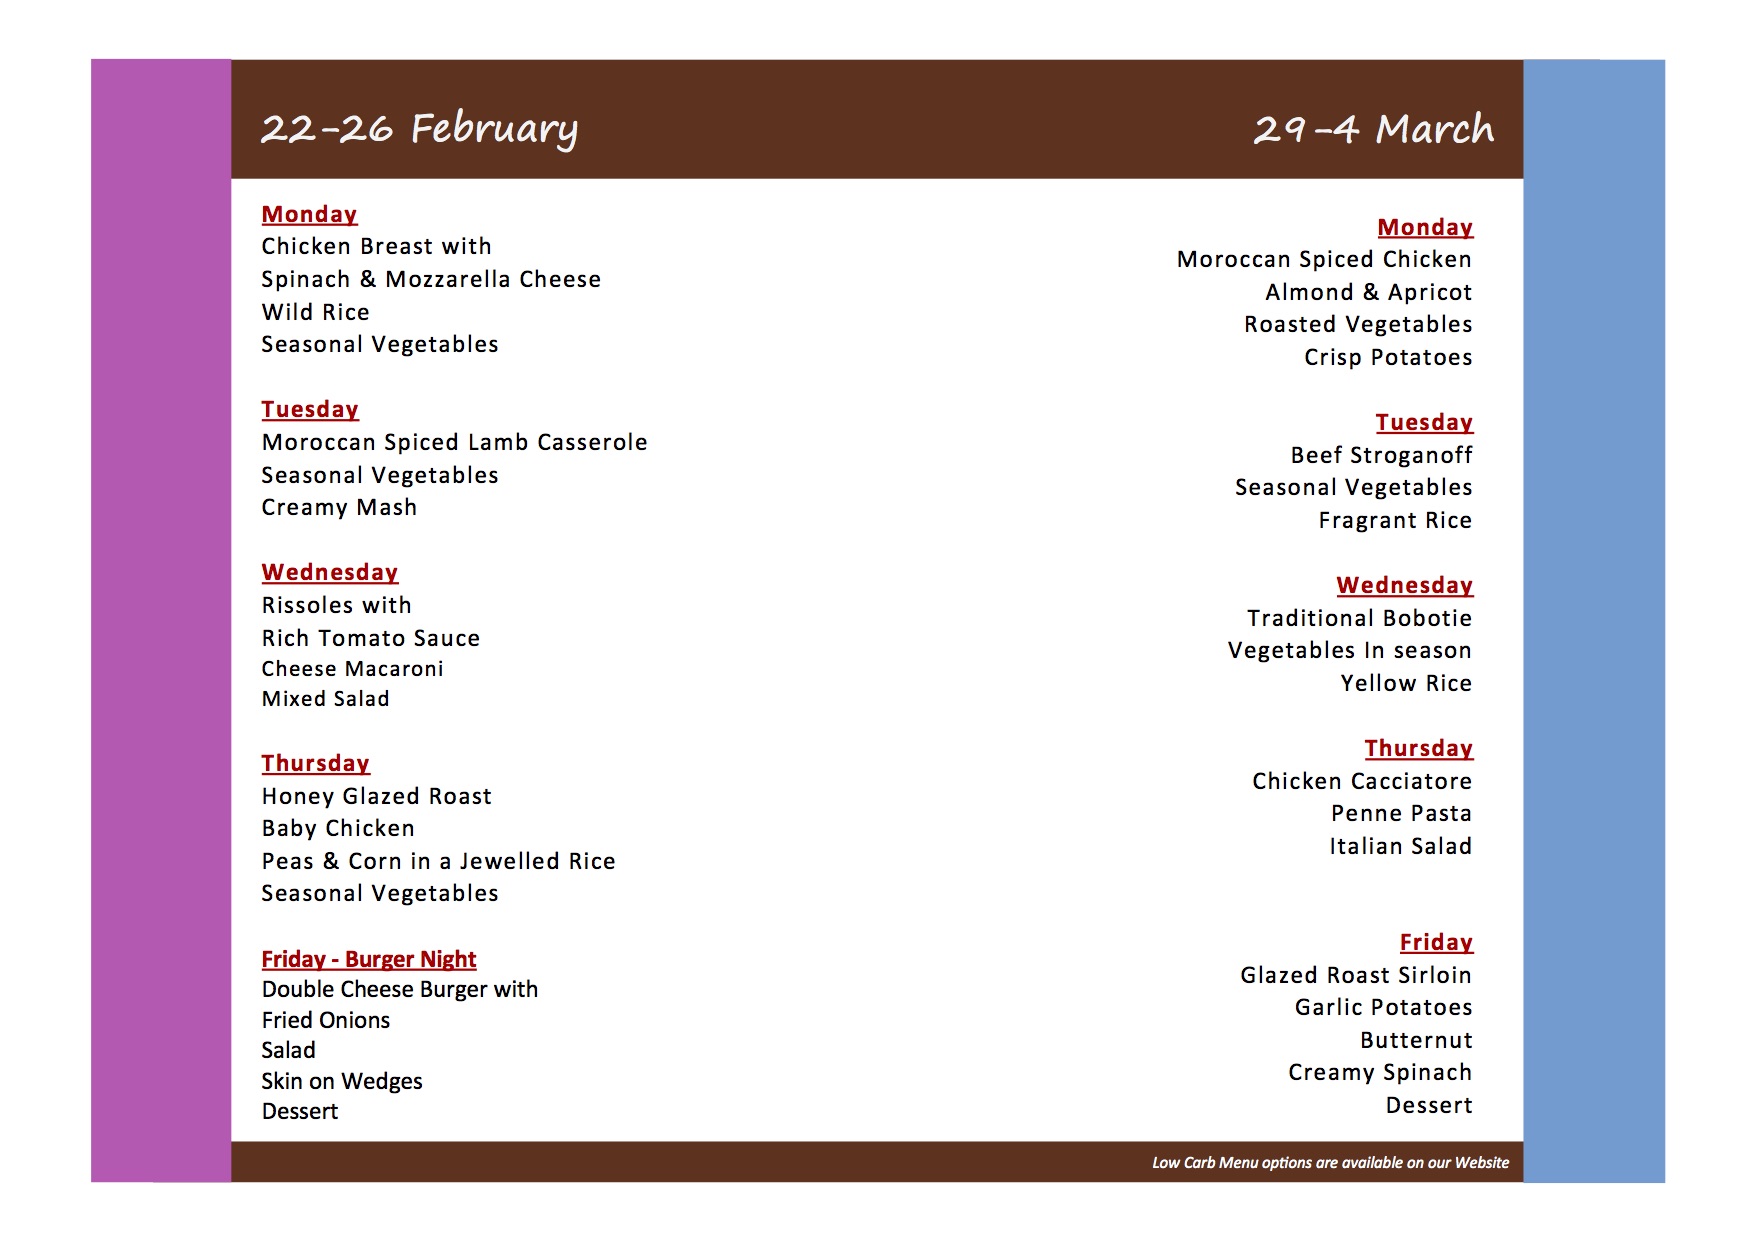 22-26 February
Monday
Chicken Breast with
Spinach & Mozzarella Cheese
Wild Rice
Seasonal Vegetables
Tuesday
Moroccan Spiced Lamb Casserole
Seasonal Vegetables
Creamy Mash
Wednesday
Rissoles with
Rich Tomato Sauce
Cheese Macaroni
Mixed Salad
Thursday
Honey Glazed Roast
Baby Chicken
Peas & Corn in a Jewelled Rice
Seasonal Vegetables
Friday - Burger Night
Double Cheese Burger with
Fried Onions
Salad
Skin on Wedges
Dessert
29-4 March
Monday
Moroccan Spiced Chicken
Almond & Apricot
Roasted Vegetables
Crisp Potatoes
Tuesday
Beef Stroganoff
Seasonal Vegetables
Fragrant Rice
Wednesday
Traditional Bobotie
Vegetables In season
Yellow Rice
Thursday
Chicken Cacciatore
Penne Pasta
Italian Salad
Friday
Glazed Roast Sirloin
Garlic Potatoes
Butternut
Creamy Spinach
Dessert
Low Carb Menu options are available on our Website